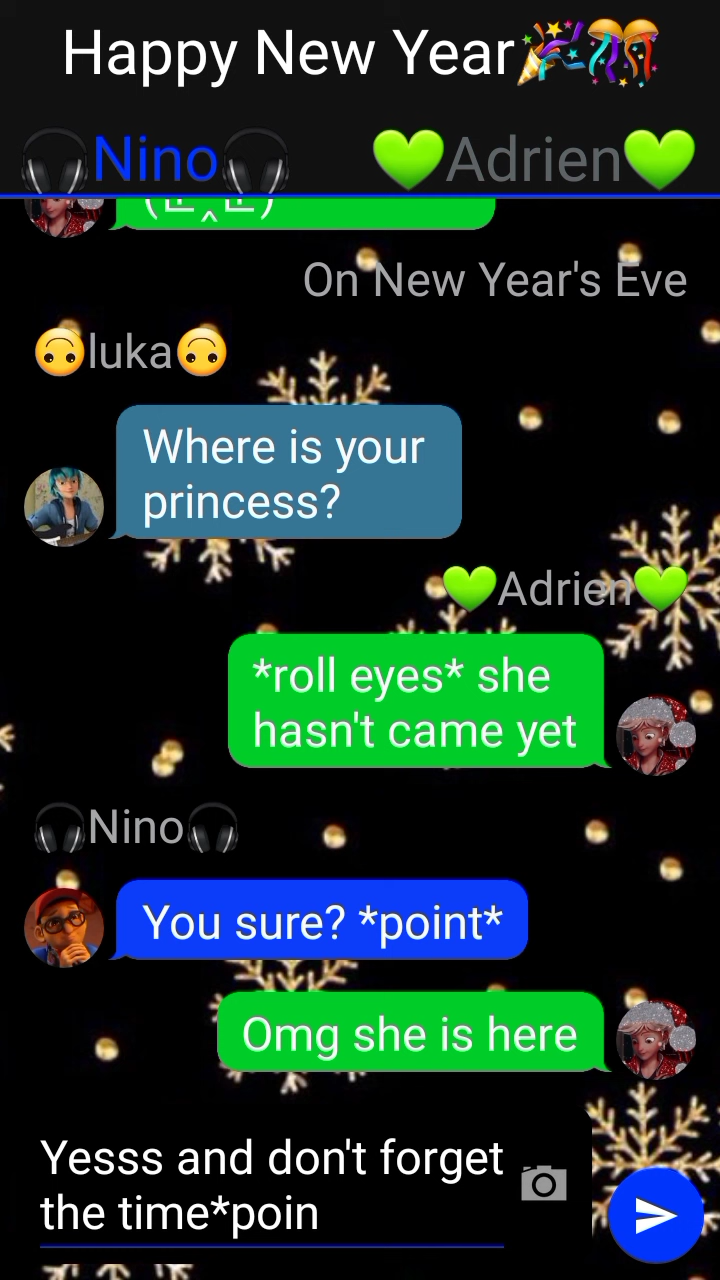 Happy New Year🎉🎊
🎧Nino🎧 💚Adrien💚
On New Year's Eve
🙃luka🙃
Where is your
princess?
💚Adrien💚
*roll eyes* she
hasn't came yet
🎧Nino🎧
You sure? *point*
Omg she is here
Yesss and don't forget
the time*poin